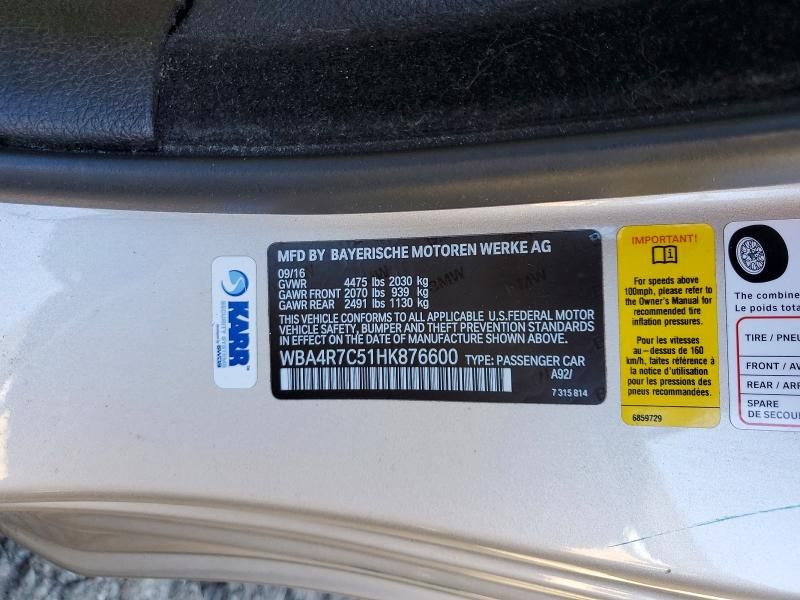 MFD BY BAYERISCHE MOTOREN WERKE AG
09/16
GVWR 4475 lbs 2030 kg
GAWR FRONT 2070 lbs 939 kg
GAWR REAR 2491 lbs 1130 kg
THIS VEHICLE CONFORMS TO ALL APPLICABLE U.S.FEDERAL MOTOR
VEHICLE SAFETY, BUMPER AND THEFT PREVENTION STANDARDS
IN EFFECT ON THE DATE OF MANUFACTURE SHOWN ABOVE.
WBA4R7C51HK876600 TYPE: PASSENGER CAR
A92/
7 315 814
KARR
SECURITY SYSTEMS
IMPORTANT!
For speeds above
100mph, please refer to
the Owner's Manual for
recommended tire
inflation pressures.
Pour les vitesses
au – dessus de 160
km/h, faites référence à
la notice d'utilisation
pour les pressions des
pneus recommandées.
6859729
The combine
Le poids tota
TIRE / PNEU
FRONT / AV
REAR / ARR
SPARE
DE SECOU